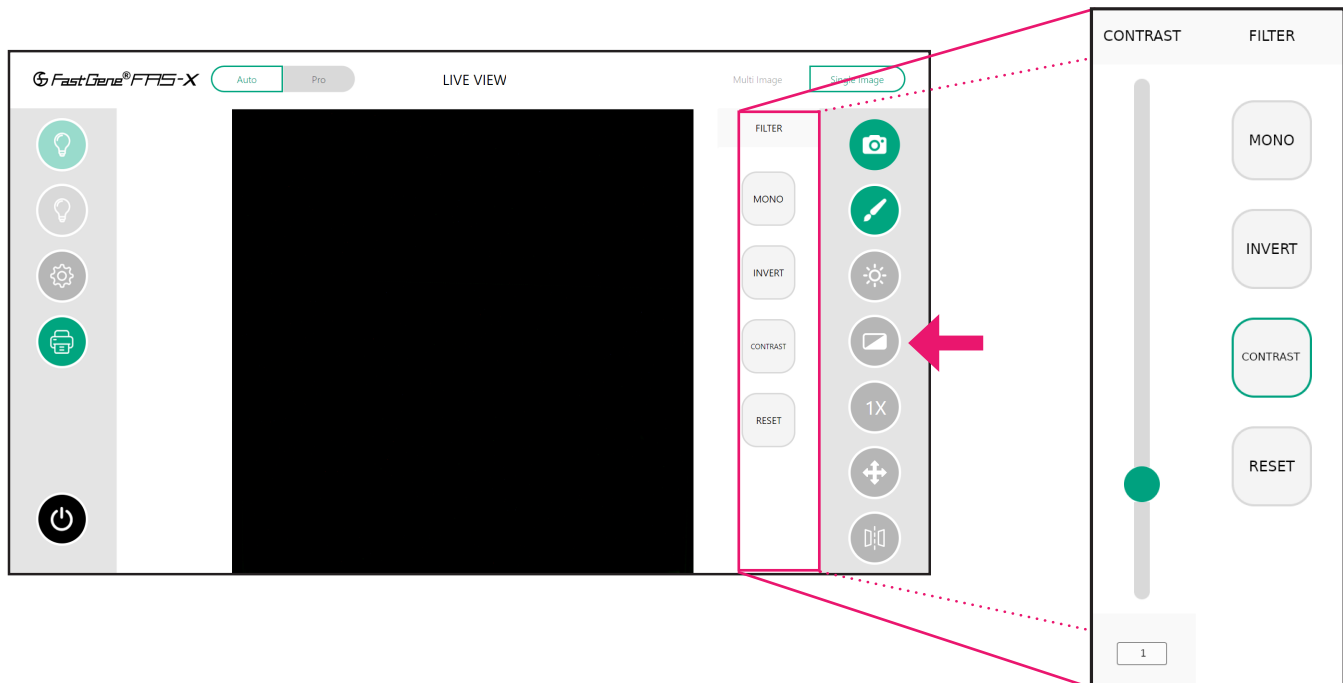 FastGene® FAS-X
Auto
Pro
LIVE VIEW
Multi Image
Single Image
FILTER
MONO
INVERT
CONTRAST
RESET
1X
CONTRAST
FILTER
MONO
INVERT
CONTRAST
RESET
1